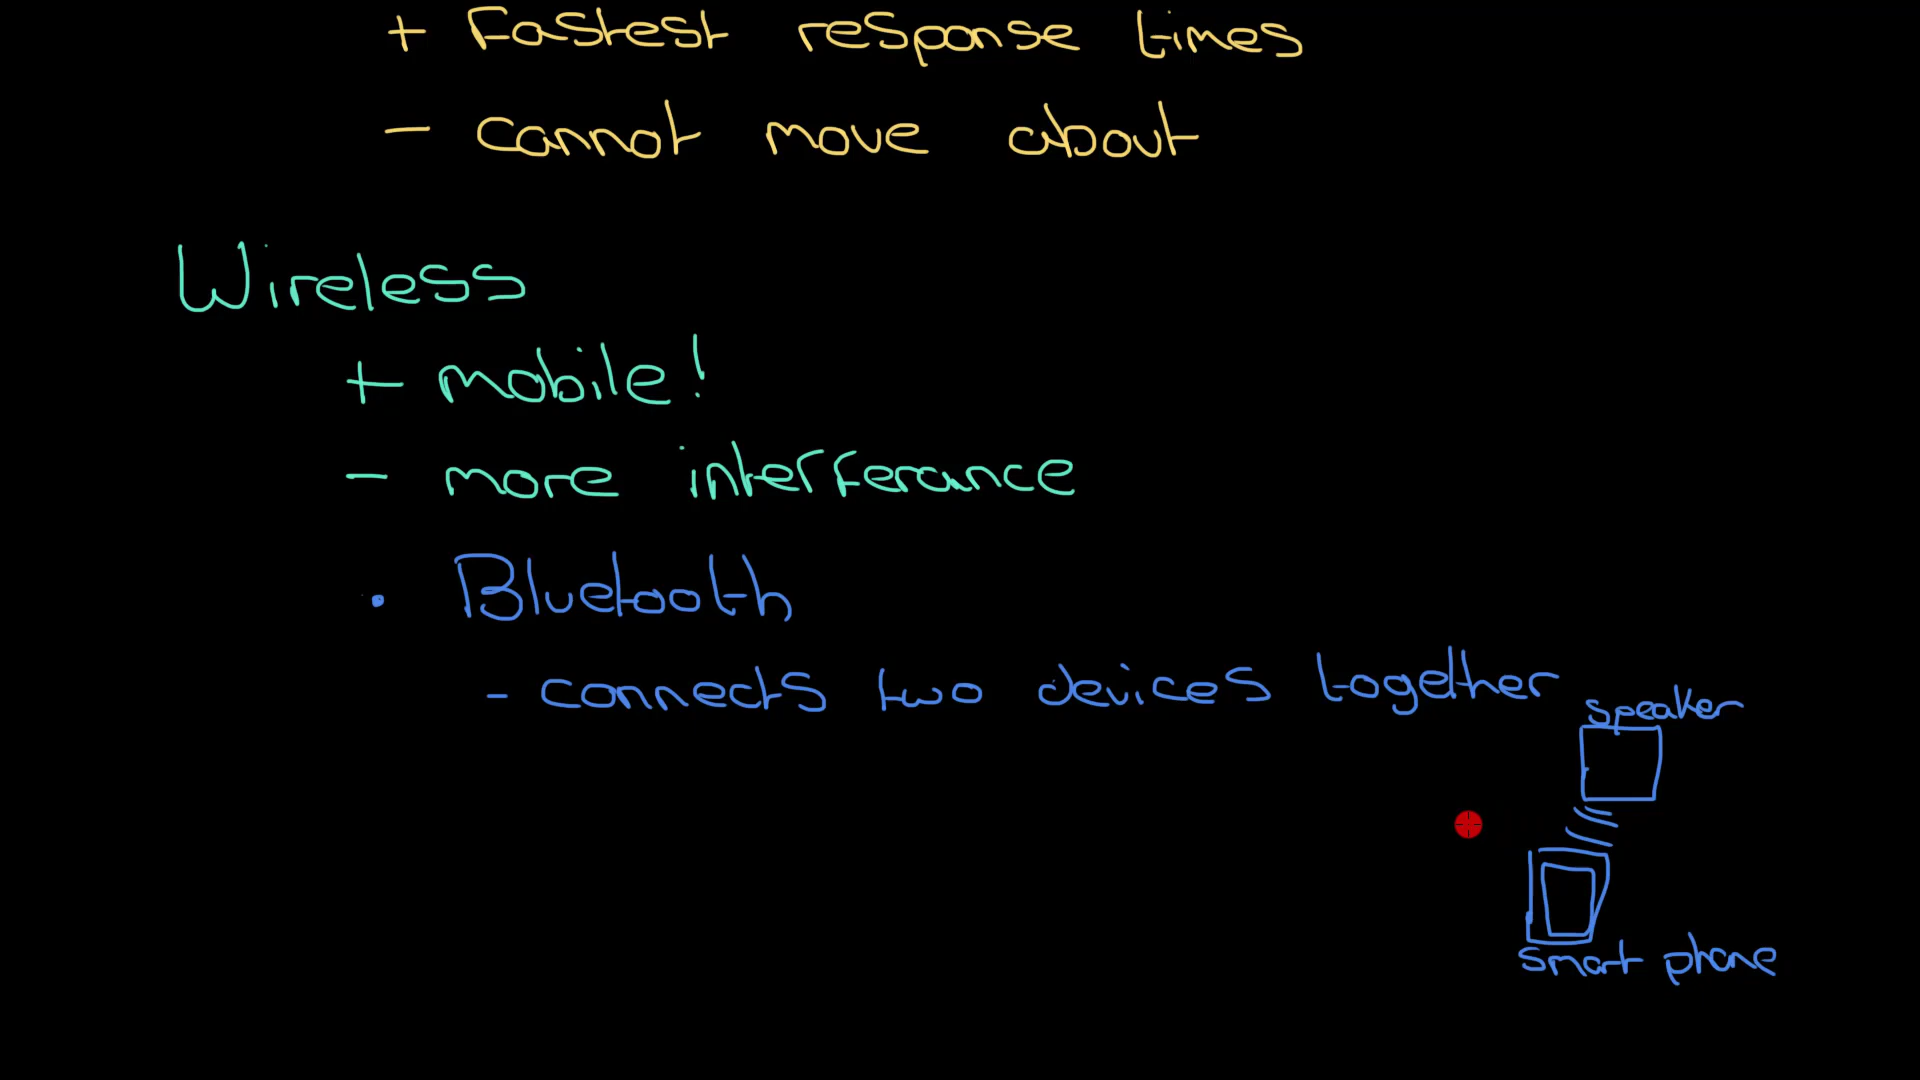 + Fastest response times
- cannot move about
Wireless
+ mobile!
- more interferance
• Bluetooth
- connects two devices together
speaker
smart phone